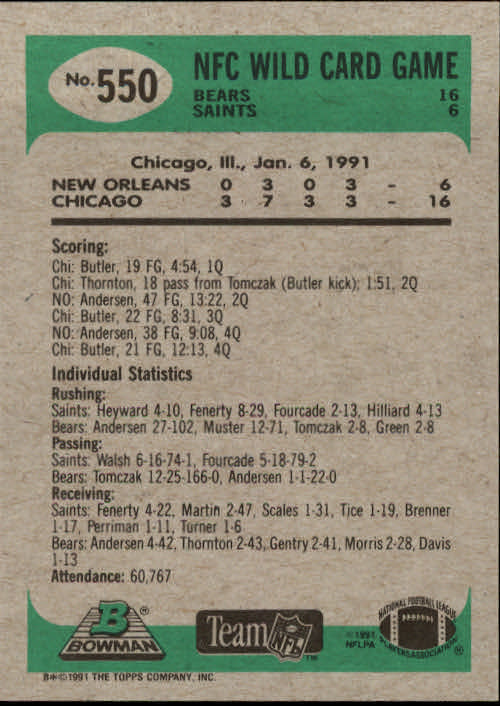 No. 550
NFC WILD CARD GAME
BEARS 16
SAINTS 6
Chicago, Ill., Jan. 6, 1991
NEW ORLEANS 0 3 0 3 - 6
CHICAGO 3 7 3 3 - 16
Scoring:
Chi: Butler, 19 FG, 4:54, 1Q
Chi: Thornton, 18 pass from Tomczak (Butler kick); 1:51, 2Q
NO: Andersen, 47 FG, 13:22, 2Q
Chi: Butler, 22 FG, 8:31, 3Q
NO: Andersen, 38 FG, 9:08, 4Q
Chi: Butler, 21 FG, 12:13, 4Q
Individual Statistics
Rushing:
Saints: Heyward 4-10, Fenerty 8-29, Fourcade 2-13, Hilliard 4-13
Bears: Andersen 27-102, Muster 12-71, Tomczak 2-8, Green 2-8
Passing:
Saints: Walsh 6-16-74-1, Fourcade 5-18-79-2
Bears: Tomczak 12-25-166-0, Andersen 1-1-22-0
Receiving:
Saints: Fenerty 4-22, Martin 2-47, Scales 1-31, Tice 1-19, Brenner
1-17, Perriman 1-11, Turner 1-6
Bears: Andersen 4-42, Thornton 2-43, Gentry 2-41, Morris 2-28, Davis
1-13
Attendance: 60,767
B ®
BOWMAN
Team NFL ™
© 1991
NFLPA
NATIONAL FOOTBALL LEAGUE
PLAYERS ASSOCIATION ®
B*©1991 THE TOPPS COMPANY, INC.